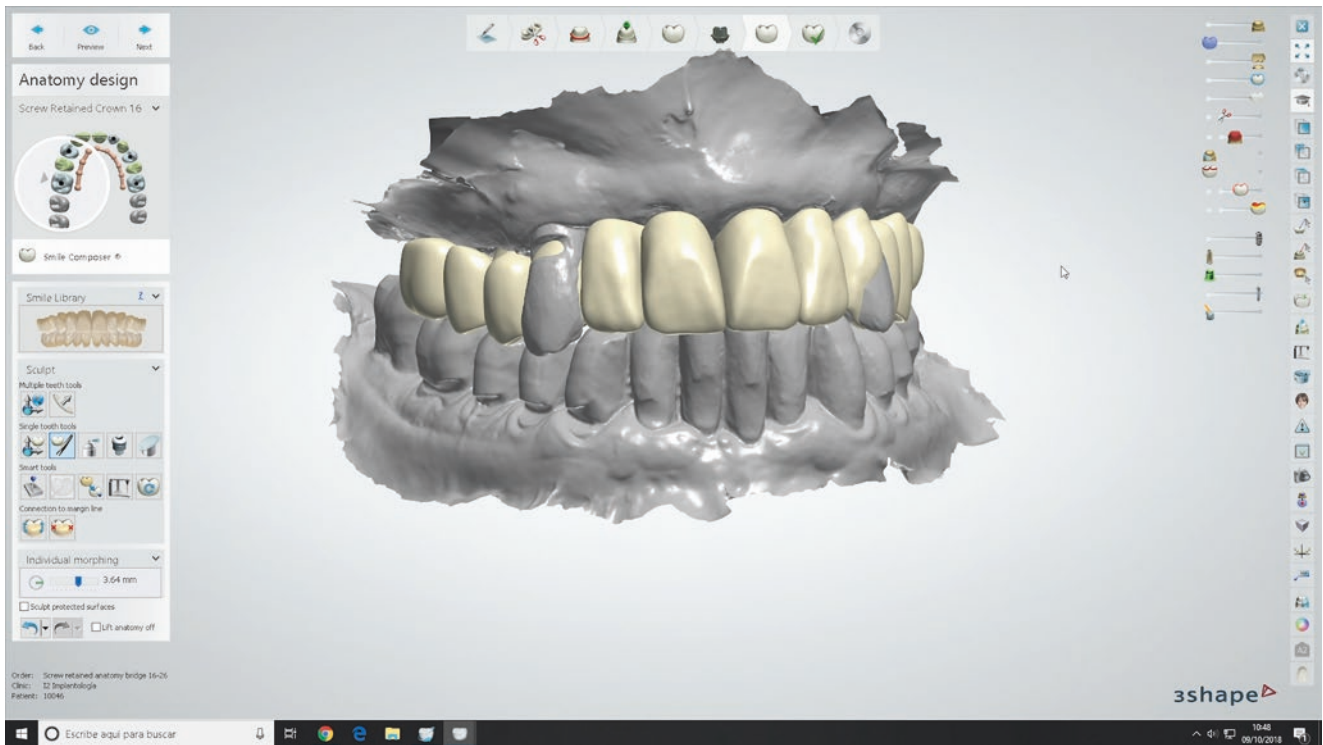 Back Preview Next
Anatomy design
Screw Retained Crown 16
Smile Composer
Smile Library
Sculpt
Multiple teeth tools
Single tooth tools
Smart tools
Connection to margin line
Individual morphing
3.64 mm
Sculpt protected surfaces
Lift anatomy off
Order: Screw retained anatomy bridge 16-26
Clinic: I2 Implantología
Patient: 10046
3shape
Escribe aquí para buscar
10:48
09/10/2018